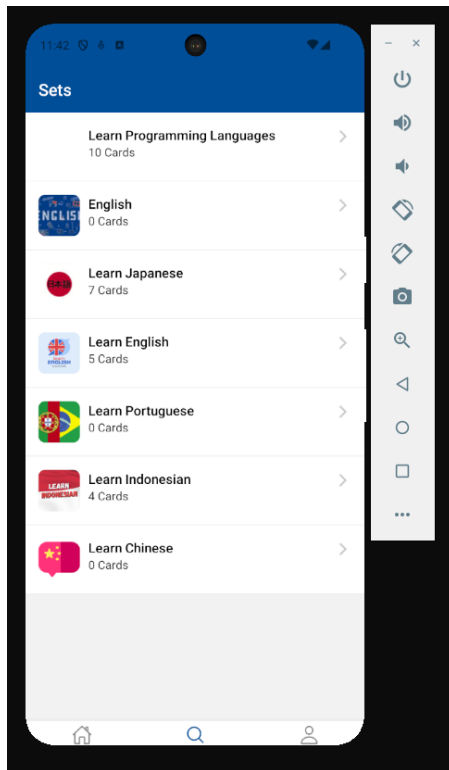 11:42
Sets
Learn Programming Languages
10 Cards
English
0 Cards
ENGLIS
Learn Japanese
7 Cards
日本語
Learn English
5 Cards
ENGLISH
Learn Portuguese
0 Cards
Learn Indonesian
4 Cards
LEARN
INDONESIAN
Learn Chinese
0 Cards